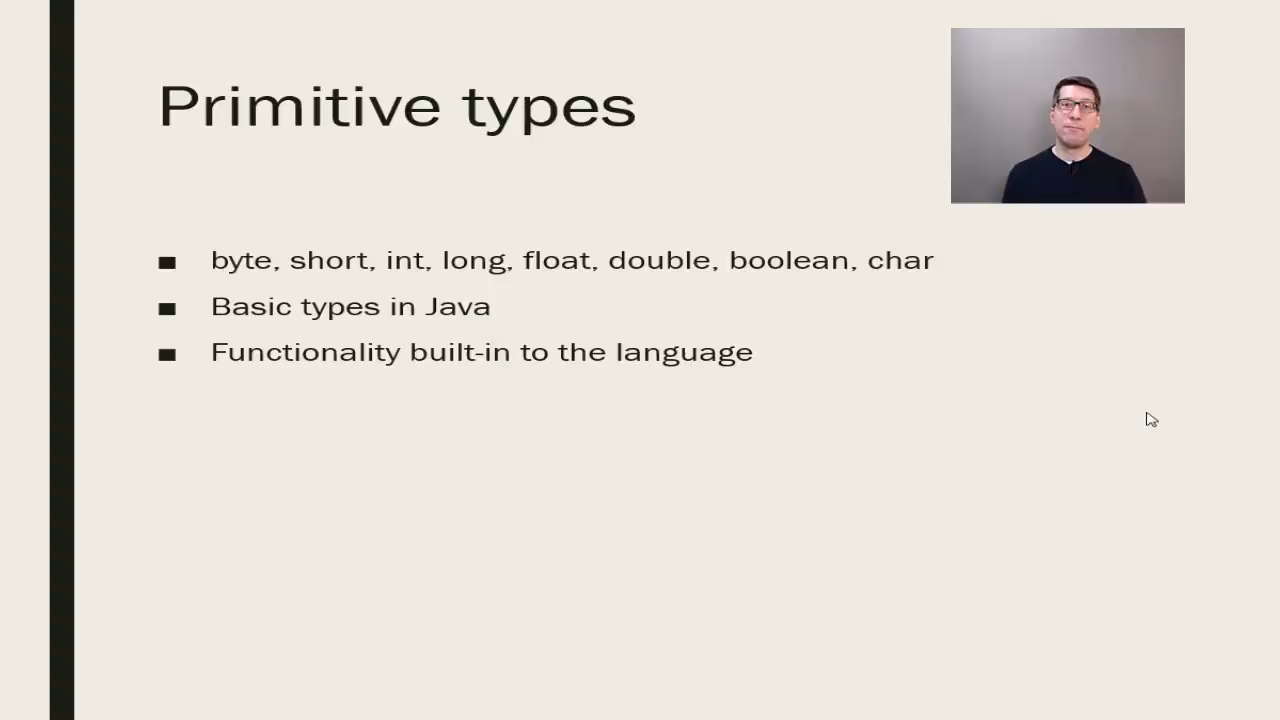 Primitive types
byte, short, int, long, float, double, boolean, char
Basic types in Java
Functionality built-in to the language